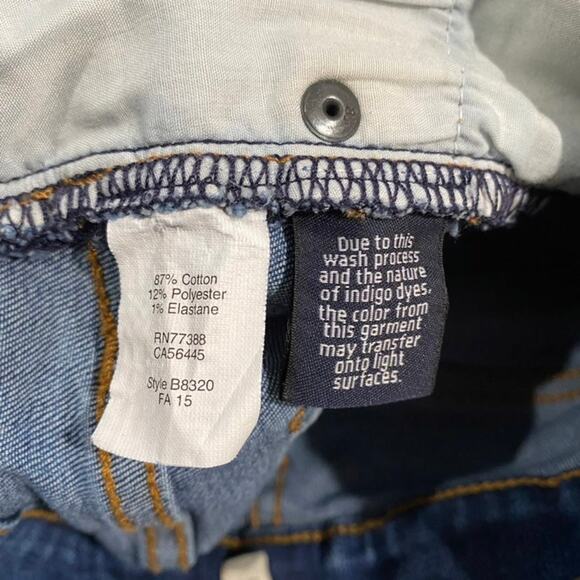 87% Cotton
12% Polyester
1% Elastane
RN77388
CA56445
Style B8320
FA 15
Due to this
wash process
and the nature
of indigo dyes.
the color from
this garment
may transfer
onto light
surfaces.